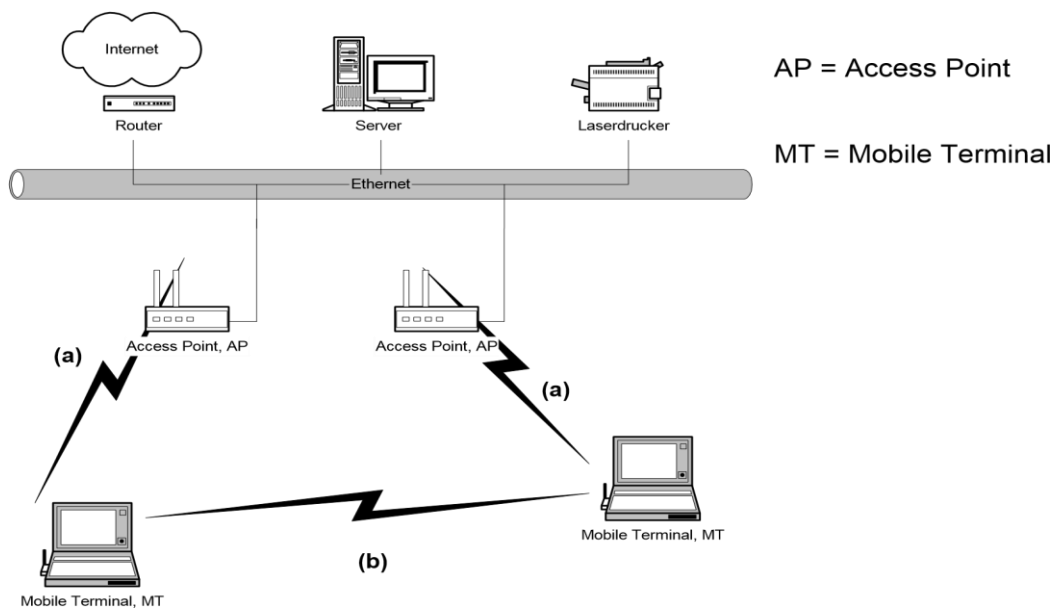 Internet
Router
Server
Laserdrucker
AP = Access Point
MT = Mobile Terminal
Ethernet
Access Point, AP
Access Point, AP
(a)
(a)
Mobile Terminal, MT
(b)
Mobile Terminal, MT